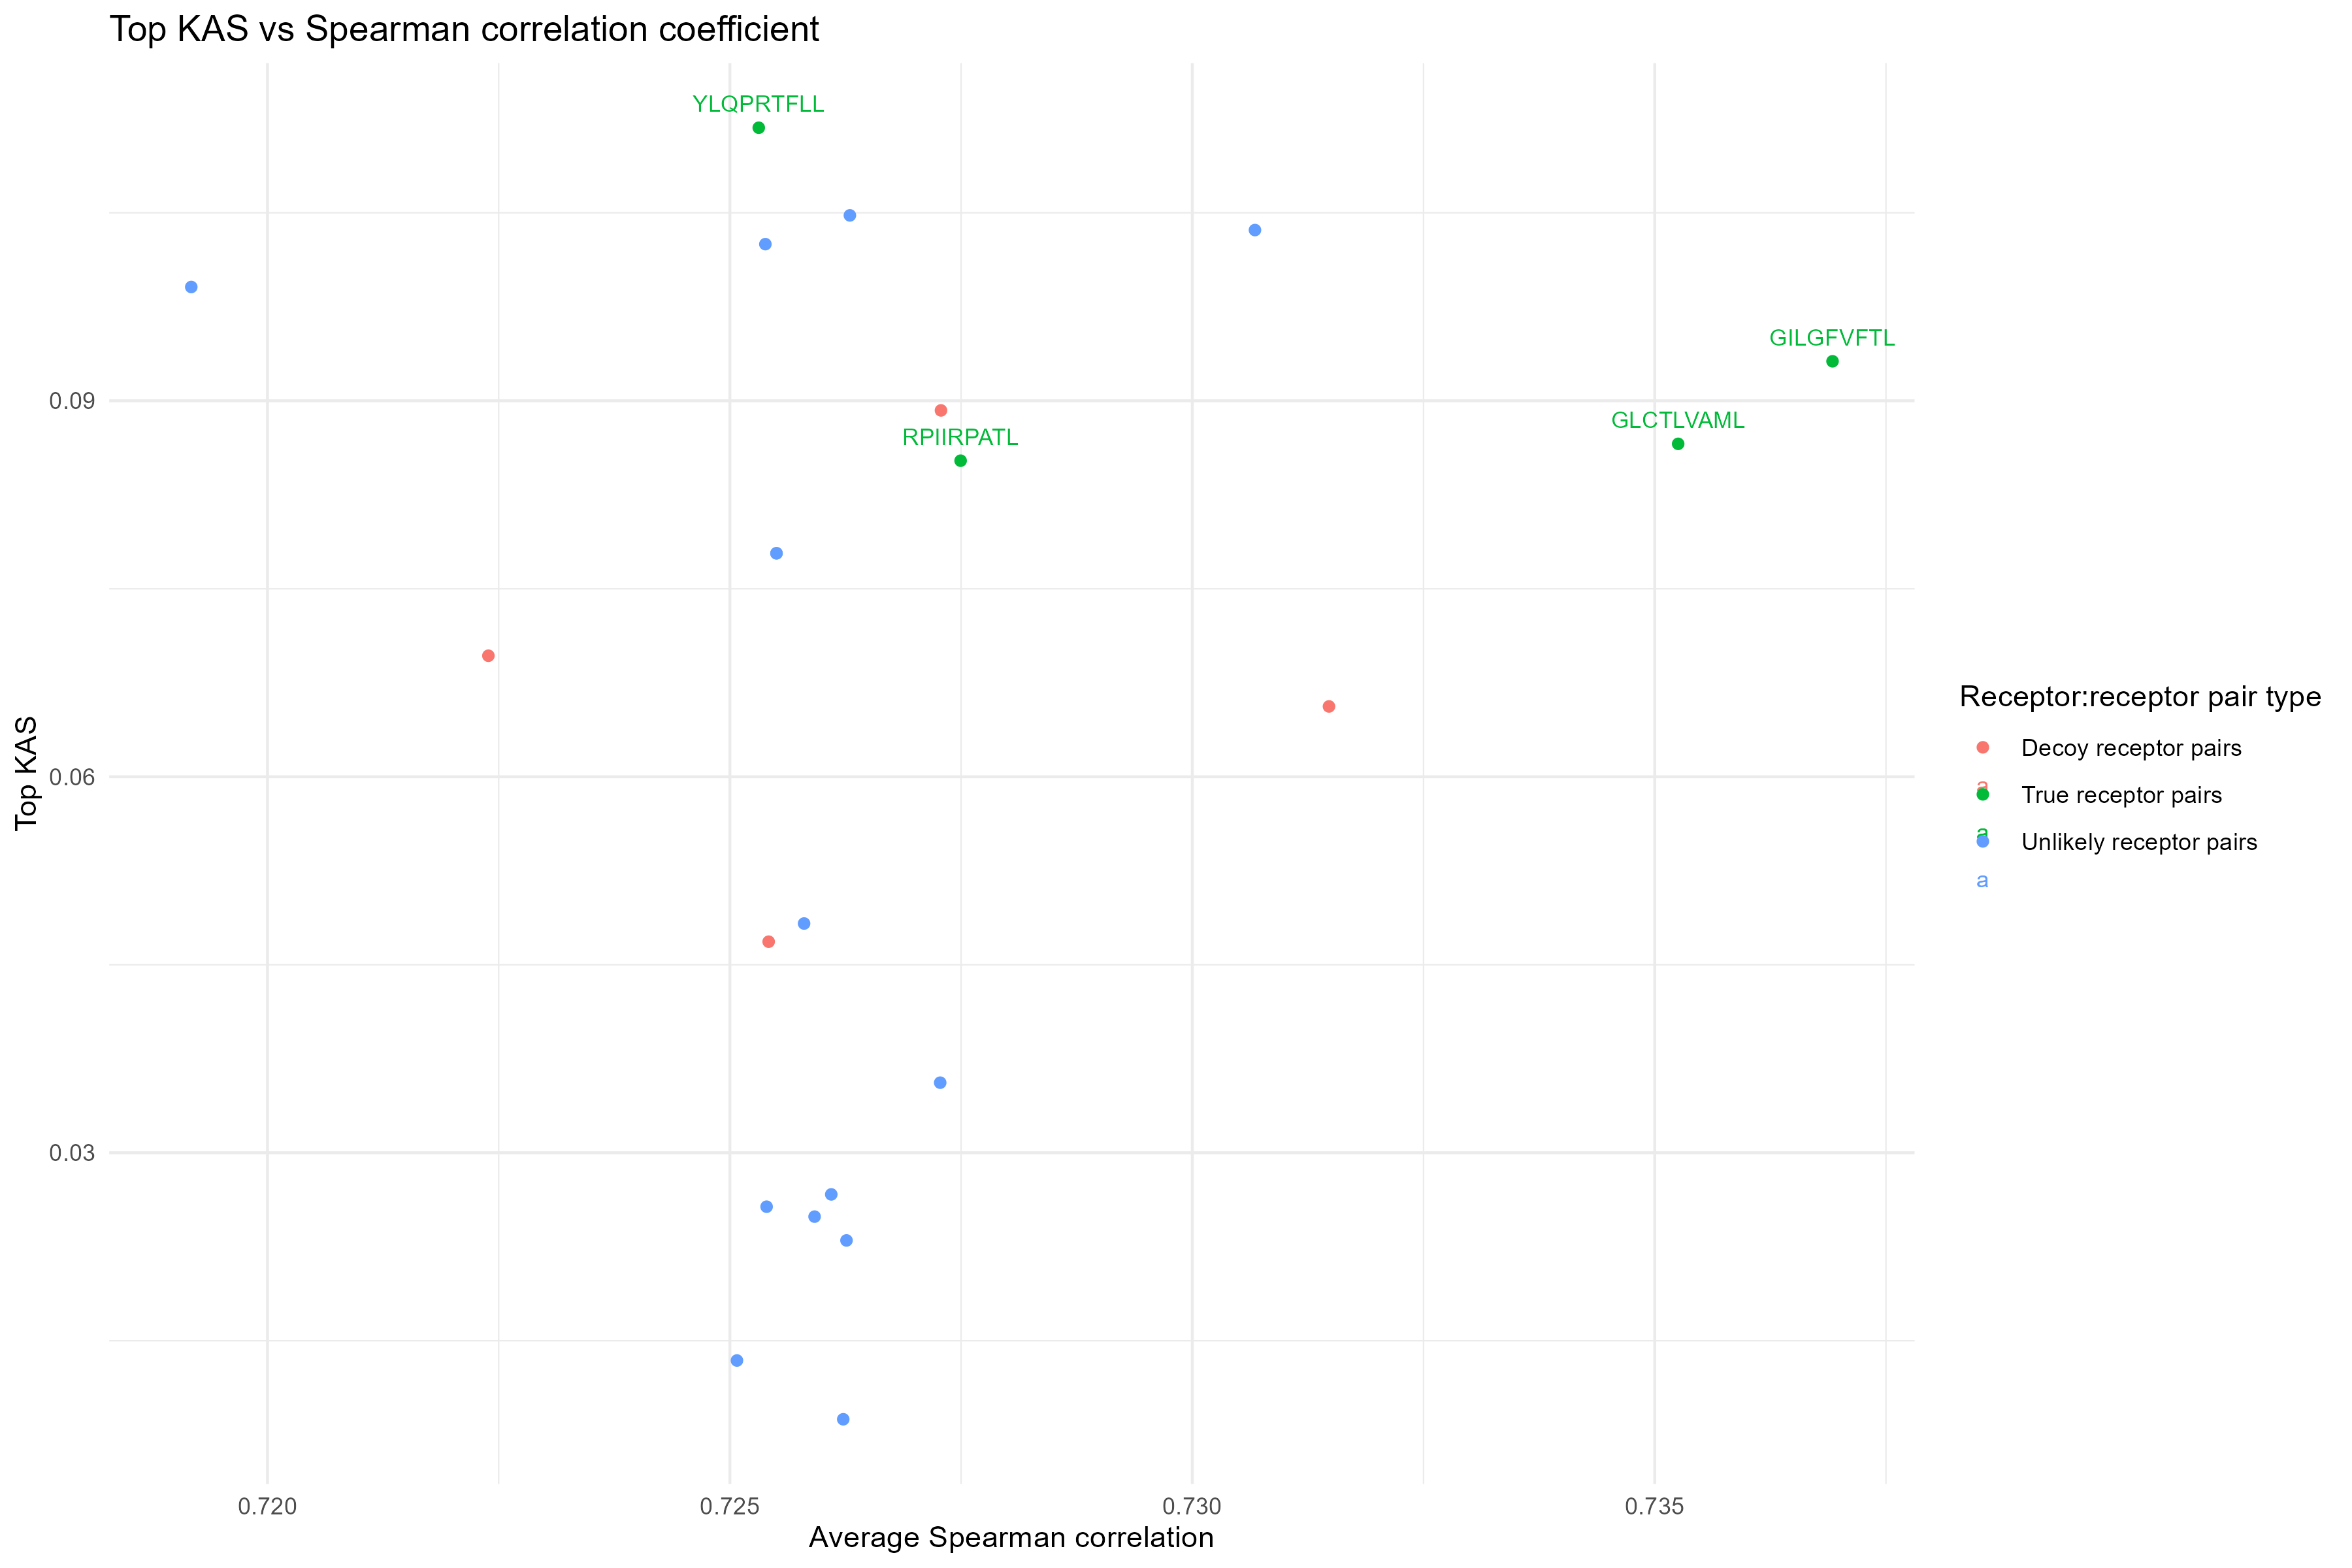 Top KAS vs Spearman correlation coefficient
YLQPRTFLL
GILGFVFTL
0.09
GLCTLVAML
RPIIRPATL
Receptor:receptor pair type
Decoy receptor pairs
a
True receptor pairs
a
Unlikely receptor pairs
a
Top KAS
0.06
0.03
0.720
0.725
0.730
0.735
Average Spearman correlation